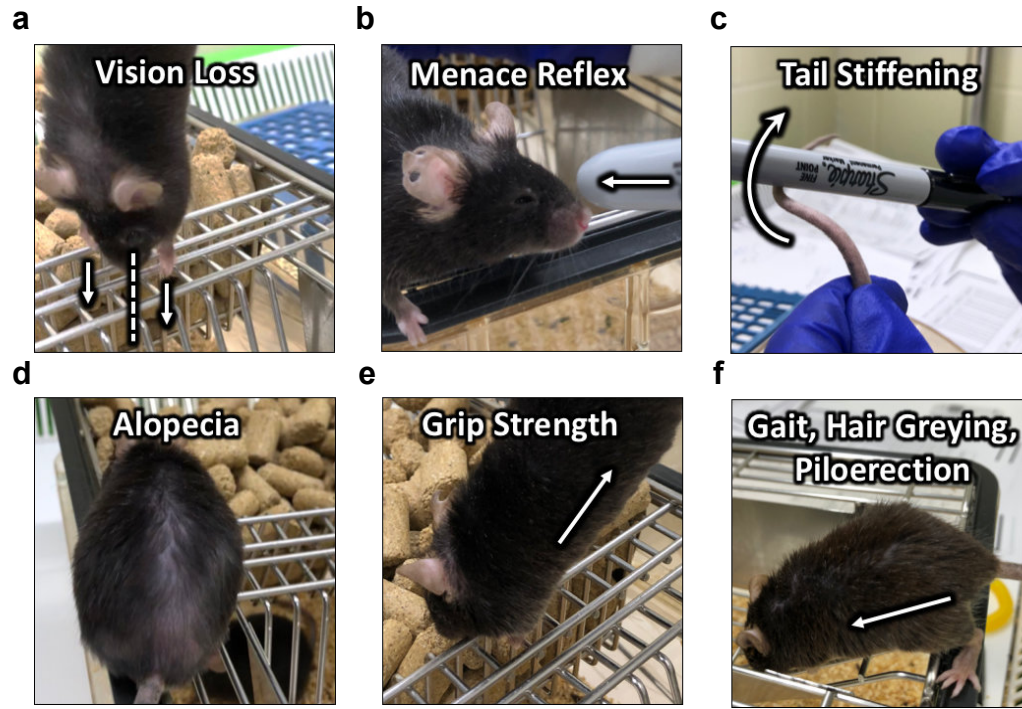 a
b
c
Vision Loss
Menace Reflex
Tail Stiffening
FINE
POINT
Sharpie
d
e
f
Alopecia
Grip Strength
Gait, Hair Greying,
Piloerection